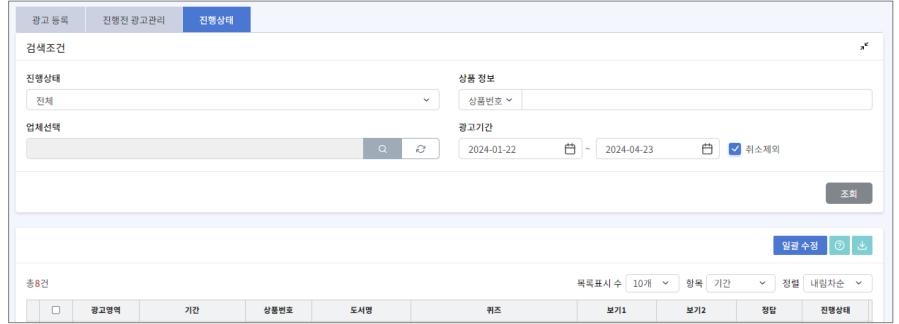 광고 등록 진행전 광고관리 진행상태
검색조건
진행상태 상품 정보
전체 상품번호
업체선택 광고기간
2024-01-22 ~ 2024-04-23 취소제외
조회
일괄 수정
총8건 목록표시 수 10개 항목 기간 정렬 내림차순
광고영역 기간 상품번호 도서명 퀴즈 보기1 보기2 정답 진행상태